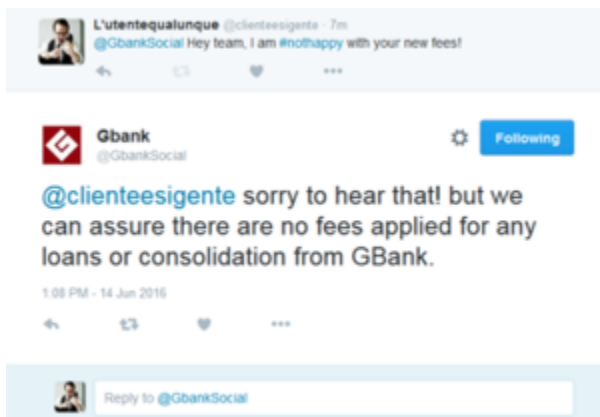 L'utentequalunque @clienteesigente · 7m
@GbankSocial Hey team, I am #nothappy with your new fees!
Gbank
@GbankSocial
Following
@clienteesigente sorry to hear that! but we
can assure there are no fees applied for any
loans or consolidation from GBank.
1:08 PM - 14 Jun 2016
Reply to @GbankSocial